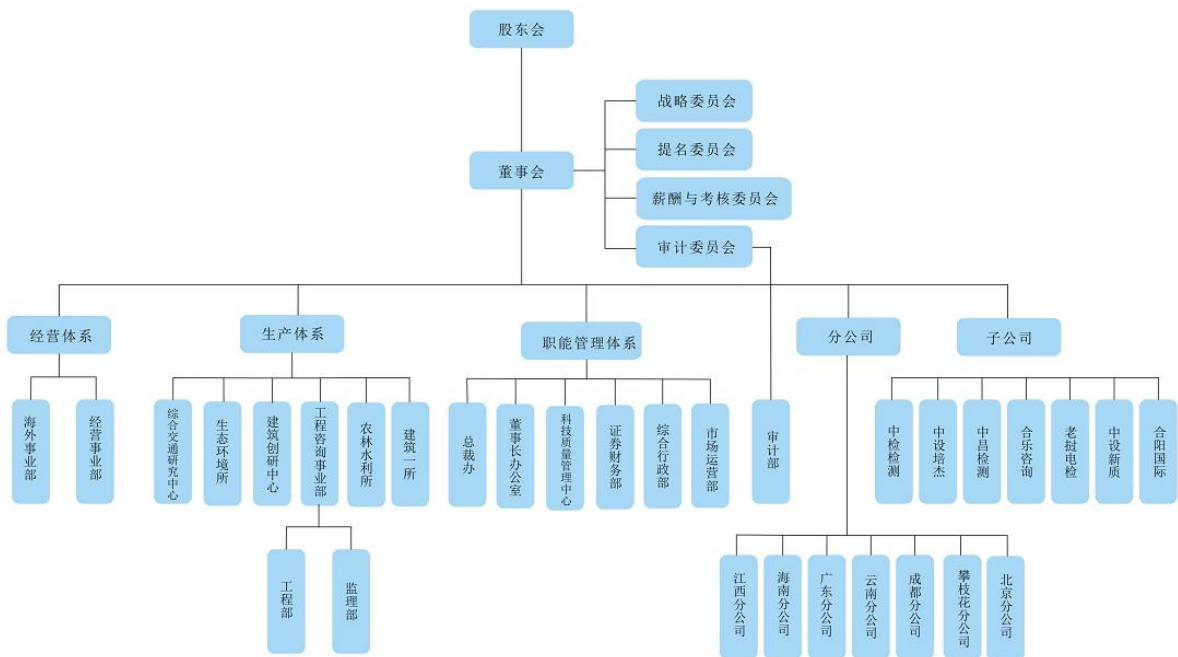 股东会
战略委员会
提名委员会
董事会
薪酬与考核委员会
审计委员会
经营体系
生产体系
职能管理体系
分公司
子公司
海外事业部
经营事业部
综合交通研究中心
生态环境所
建筑创研中心
工程咨询事业部
农林水利所
建筑一所
总裁办
董事长办公室
科技质量管理中心
证券财务部
综合行政部
市场运营部
审计部
中检检测
中设培杰
中昌检测
合乐咨询
老挝电检
中设新质
合阳国际
工程部
监理部
江西分公司
海南分公司
广东分公司
云南分公司
成都分公司
攀枝花分公司
北京分公司